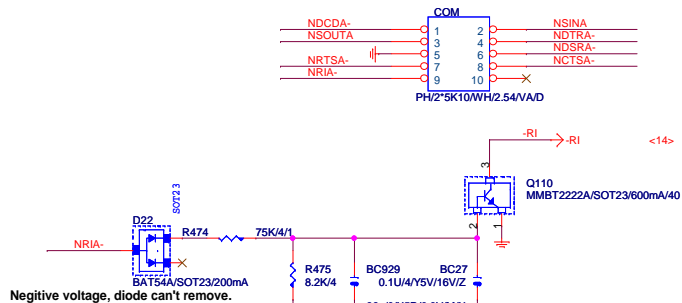 COM
NDCDA- 1 2 NSINA
NSOUTA 3 4 NDTRA-
5 6 NDSRA-
NRTSA- 7 8 NCTSA-
NRIA- 9 10
PH/2*5K10/WH/2.54/VA/D
-RI -RI <14>
3
Q110
MMBT2222A/SOT23/600mA/40
2 1
SOT23
D22
R474 75K/4/1
NRIA-
R475
8.2K/4
BC929
0.1U/4/Y5V/16V/Z
BC27
BAT54A/SOT23/200mA
Negitive voltage, diode can't remove.